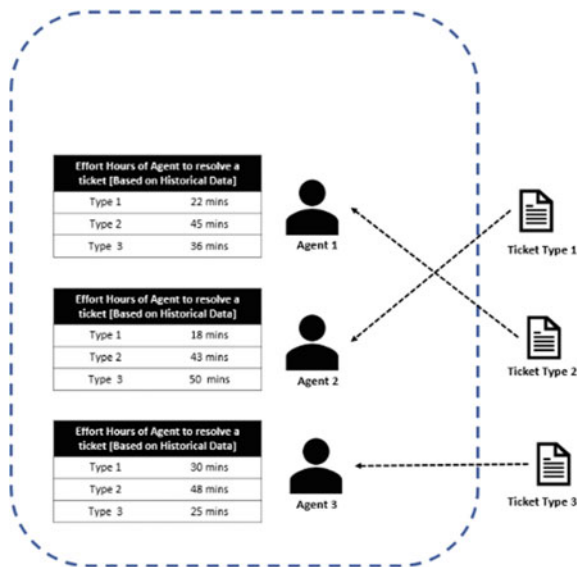 Effort Hours of Agent to resolve a
ticket [Based on Historical Data]
Type 1 22 mins
Type 2 45 mins
Type 3 36 mins
Agent 1
Ticket Type 1
Effort Hours of Agent to resolve a
ticket [Based on Historical Data]
Type 1 18 mins
Type 2 43 mins
Type 3 50 mins
Agent 2
Ticket Type 2
Effort Hours of Agent to resolve a
ticket [Based on Historical Data]
Type 1 30 mins
Type 2 48 mins
Type 3 25 mins
Agent 3
Ticket Type 3